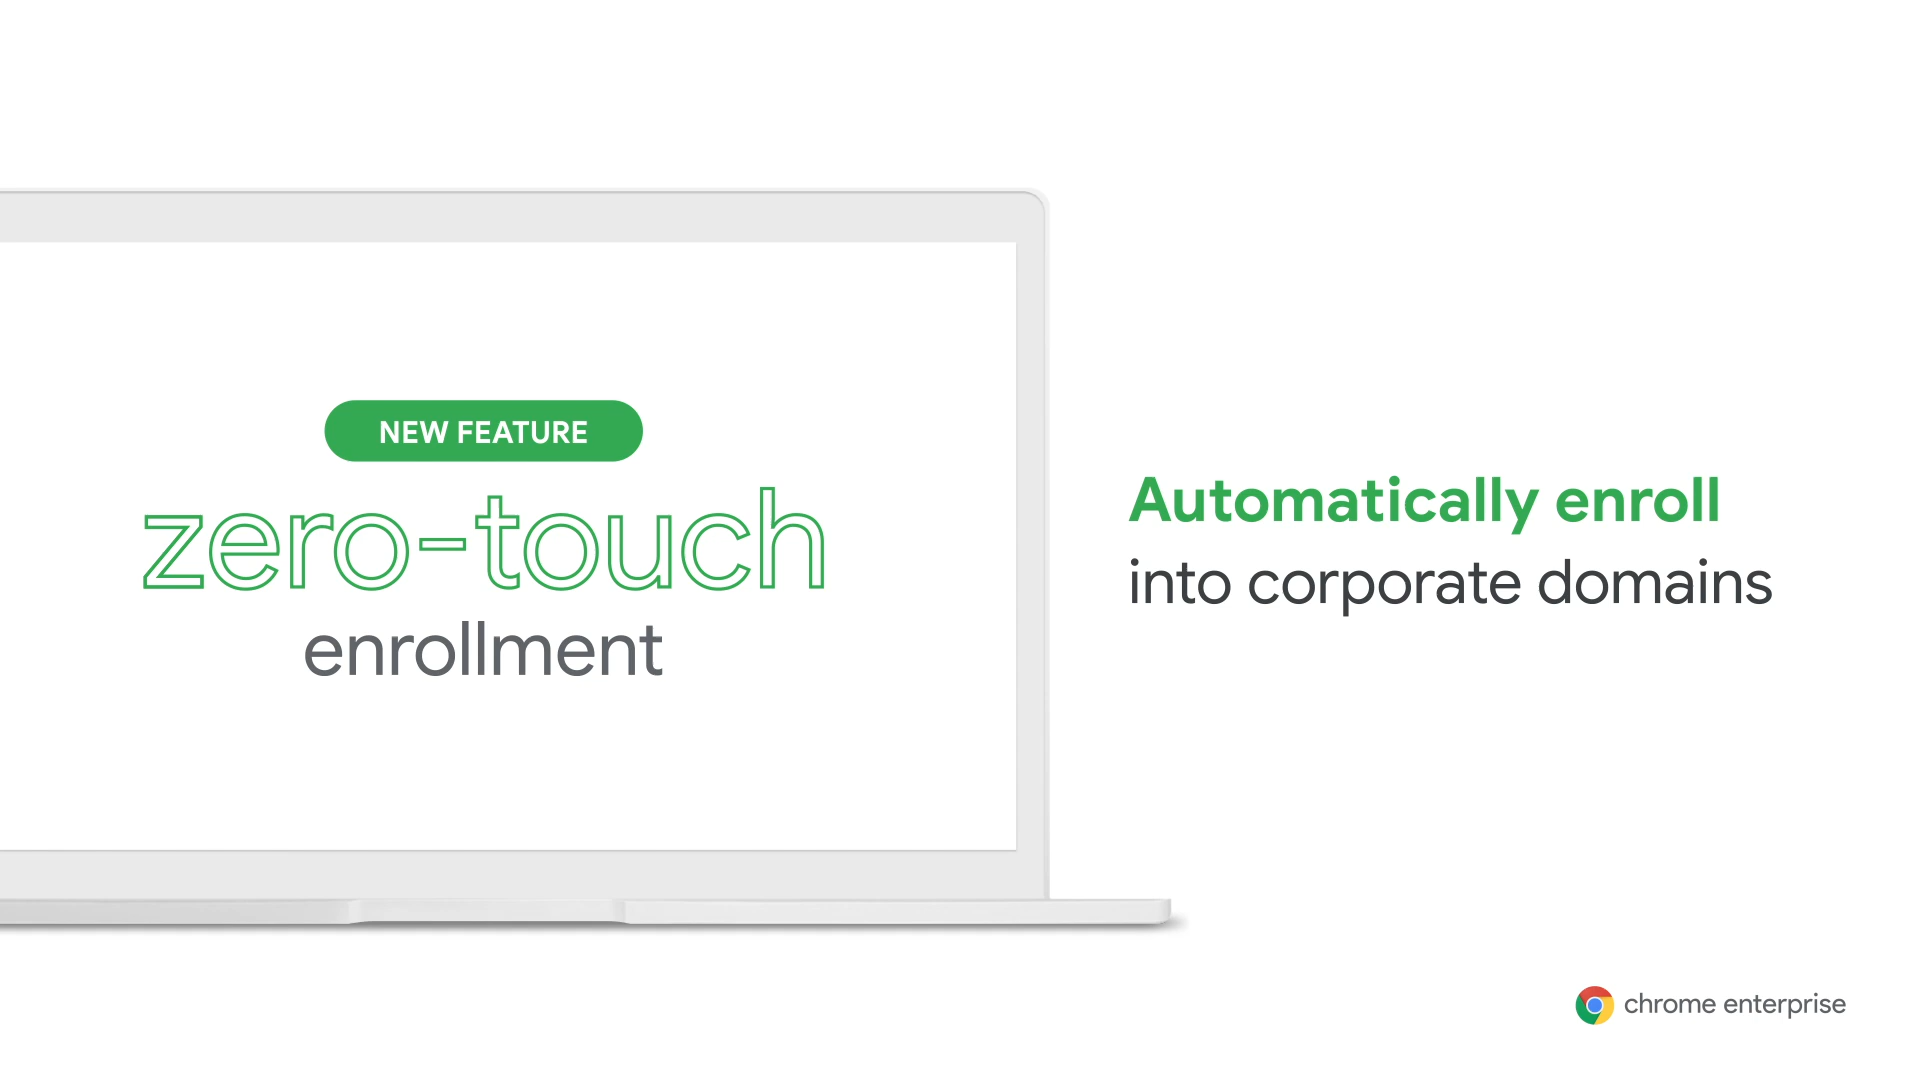 NEW FEATURE
zero-touch
enrollment
Automatically enroll
into corporate domains
chrome enterprise